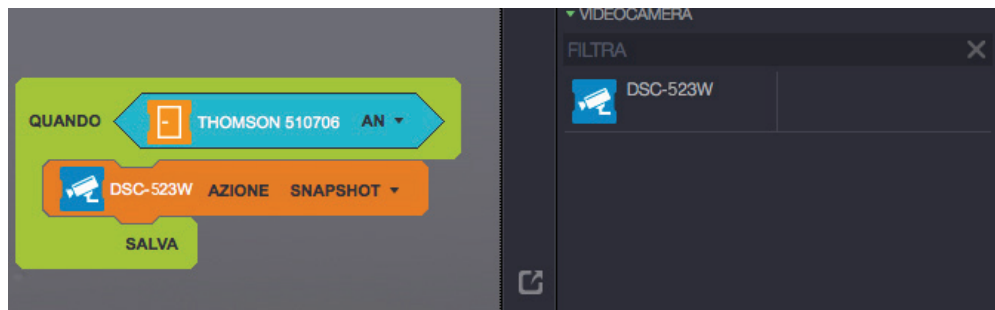 VIDEOCAMERA
FILTRA
DSC-523W
QUANDO THOMSON 510706 AN
DSC-523W AZIONE SNAPSHOT
SALVA